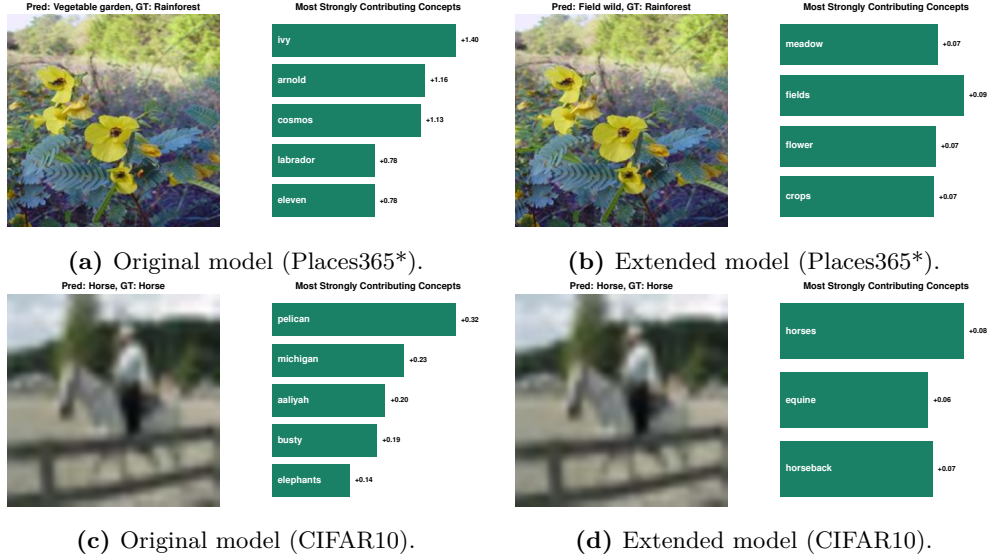 Pred: Vegetable garden, GT: Rainforest
Most Strongly Contributing Concepts
ivy +1.40
arnold +1.16
cosmos +1.13
labrador +0.78
eleven +0.78
(a) Original model (Places365*).
Pred: Field wild, GT: Rainforest
Most Strongly Contributing Concepts
meadow +0.07
fields +0.09
flower +0.07
crops +0.07
(b) Extended model (Places365*).
Pred: Horse, GT: Horse
Most Strongly Contributing Concepts
pelican +0.32
michigan +0.23
aaliyah +0.20
busty +0.19
elephants +0.14
(c) Original model (CIFAR10).
Pred: Horse, GT: Horse
Most Strongly Contributing Concepts
horses +0.08
equine +0.06
horseback +0.07
(d) Extended model (CIFAR10).